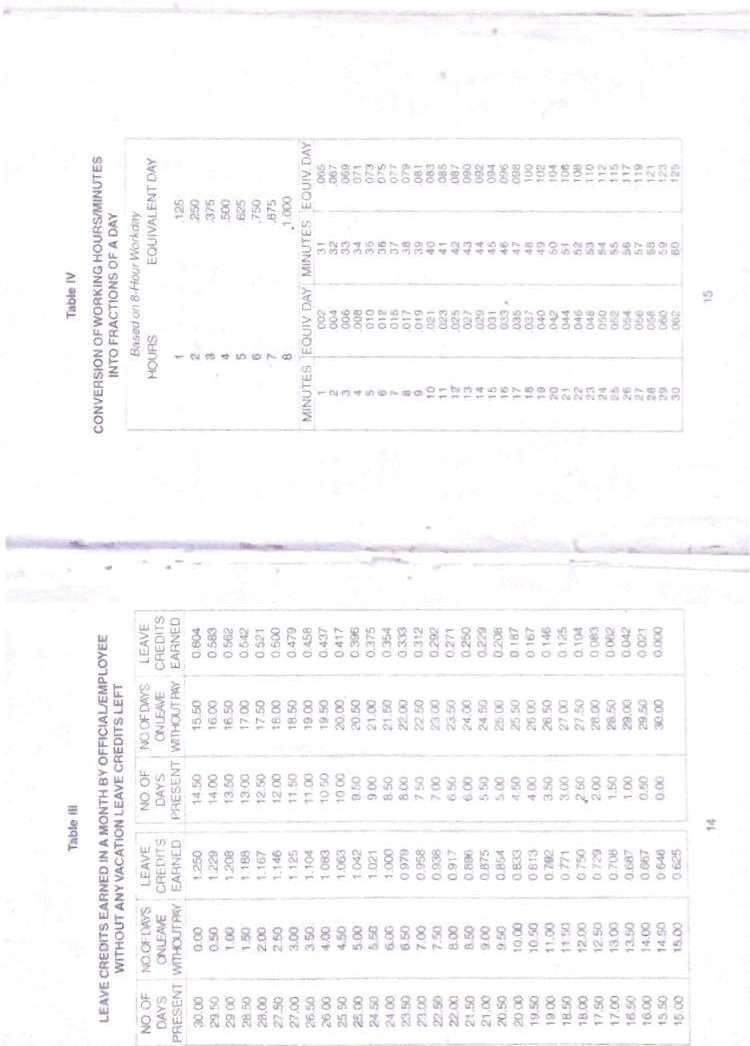 Table III
LEAVE CREDITS EARNED IN A MONTH BY OFFICIAL/EMPLOYEE
WITHOUT ANY VACATION LEAVE CREDITS LEFT
NO. OF NO. OF DAYS LEAVE NO. OF NO. OF DAYS LEAVE
DAYS ON LEAVE CREDITS DAYS ON LEAVE CREDITS
PRESENT WITHOUT PAY EARNED PRESENT WITHOUT PAY EARNED
30.00 0.00 1.250 14.50 15.50 0.604
29.50 0.50 1.229 14.00 16.00 0.583
29.00 1.00 1.208 13.50 16.50 0.562
28.50 1.50 1.188 13.00 17.00 0.542
28.00 2.00 1.167 12.50 17.50 0.521
27.50 2.50 1.146 12.00 18.00 0.500
27.00 3.00 1.125 11.50 18.50 0.479
26.50 3.50 1.104 11.00 19.00 0.458
26.00 4.00 1.083 10.50 19.50 0.437
25.50 4.50 1.063 10.00 20.00 0.417
25.00 5.00 1.042 9.50 20.50 0.396
24.50 5.50 1.021 9.00 21.00 0.375
24.00 6.00 1.000 8.50 21.50 0.354
23.50 6.50 0.979 8.00 22.00 0.333
23.00 7.00 0.958 7.50 22.50 0.312
22.50 7.50 0.938 7.00 23.00 0.292
22.00 8.00 0.917 6.50 23.50 0.271
21.50 8.50 0.896 6.00 24.00 0.250
21.00 9.00 0.875 5.50 24.50 0.229
20.50 9.50 0.854 5.00 25.00 0.208
20.00 10.00 0.833 4.50 25.50 0.187
19.50 10.50 0.813 4.00 26.00 0.167
19.00 11.00 0.792 3.50 26.50 0.146
18.50 11.50 0.771 3.00 27.00 0.125
18.00 12.00 0.750 2.50 27.50 0.104
17.50 12.50 0.729 2.00 28.00 0.083
17.00 13.00 0.708 1.50 28.50 0.062
16.50 13.50 0.687 1.00 29.00 0.042
16.00 14.00 0.667 0.50 29.50 0.021
15.50 14.50 0.646 0.00 30.00 0.000
15.00 15.00 0.625
14
Table IV
CONVERSION OF WORKING HOURS/MINUTES
INTO FRACTIONS OF A DAY
Based on 8-Hour Workday
HOURS EQUIVALENT DAY
1 .125
2 .250
3 .375
4 .500
5 .625
6 .750
7 .875
8 1.000
MINUTES EQUIV. DAY MINUTES EQUIV. DAY
1 .002 31 .065
2 .004 32 .067
3 .006 33 .069
4 .008 34 .071
5 .010 35 .073
6 .012 36 .075
7 .015 37 .077
8 .017 38 .079
9 .019 39 .081
10 .021 40 .083
11 .023 41 .085
12 .025 42 .087
13 .027 43 .090
14 .029 44 .092
15 .031 45 .094
16 .033 46 .096
17 .035 47 .098
18 .037 48 .100
19 .040 49 .102
20 .042 50 .104
21 .044 51 .106
22 .046 52 .108
23 .048 53 .110
24 .050 54 .112
25 .052 55 .115
26 .054 56 .117
27 .056 57 .119
28 .058 58 .121
29 .060 59 .123
30 .062 60 .125
15